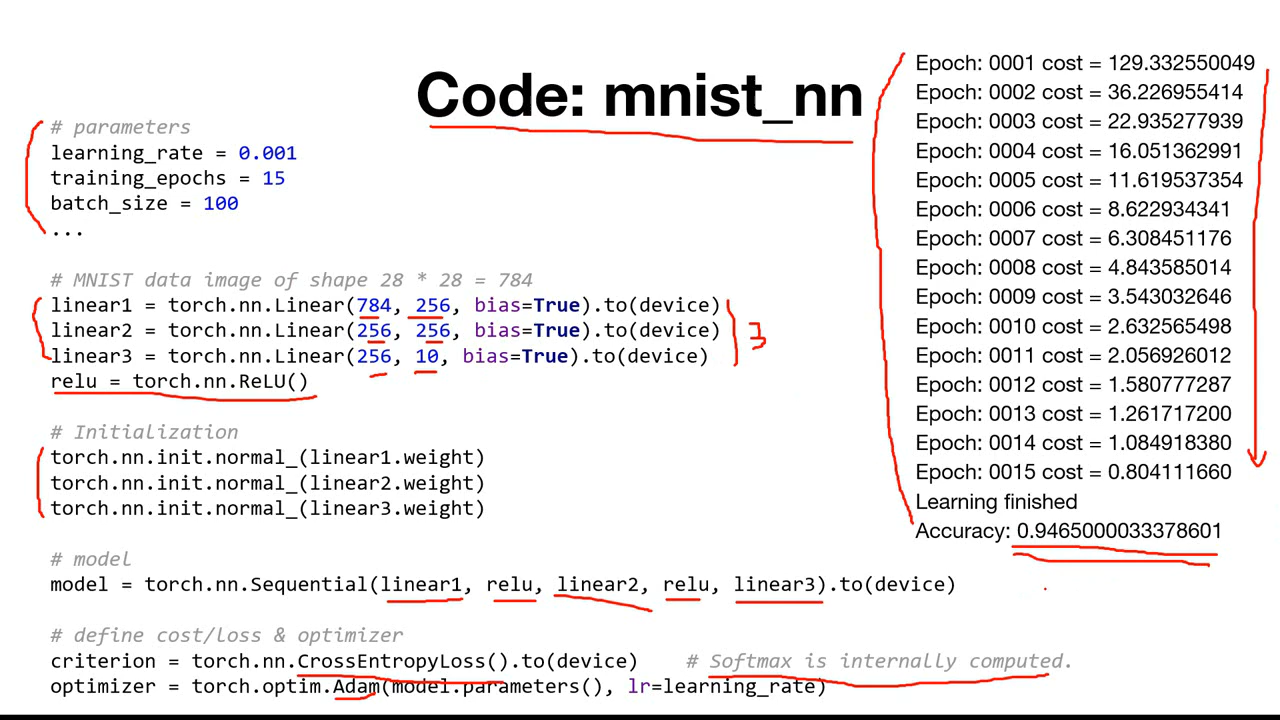 Code: mnist_nn
# parameters
learning_rate = 0.001
training_epochs = 15
batch_size = 100
...
# MNIST data image of shape 28 * 28 = 784
linear1 = torch.nn.Linear(784, 256, bias=True).to(device)
linear2 = torch.nn.Linear(256, 256, bias=True).to(device)
linear3 = torch.nn.Linear(256, 10, bias=True).to(device)
relu = torch.nn.ReLU()
3
# Initialization
torch.nn.init.normal_(linear1.weight)
torch.nn.init.normal_(linear2.weight)
torch.nn.init.normal_(linear3.weight)
# model
model = torch.nn.Sequential(linear1, relu, linear2, relu, linear3).to(device)
# define cost/loss & optimizer
criterion = torch.nn.CrossEntropyLoss().to(device)    # Softmax is internally computed.
optimizer = torch.optim.Adam(model.parameters(), lr=learning_rate)
Epoch: 0001 cost = 129.332550049
Epoch: 0002 cost = 36.226955414
Epoch: 0003 cost = 22.935277939
Epoch: 0004 cost = 16.051362991
Epoch: 0005 cost = 11.619537354
Epoch: 0006 cost = 8.622934341
Epoch: 0007 cost = 6.308451176
Epoch: 0008 cost = 4.843585014
Epoch: 0009 cost = 3.543032646
Epoch: 0010 cost = 2.632565498
Epoch: 0011 cost = 2.056926012
Epoch: 0012 cost = 1.580777287
Epoch: 0013 cost = 1.261717200
Epoch: 0014 cost = 1.084918380
Epoch: 0015 cost = 0.804111660
Learning finished
Accuracy: 0.9465000033378601